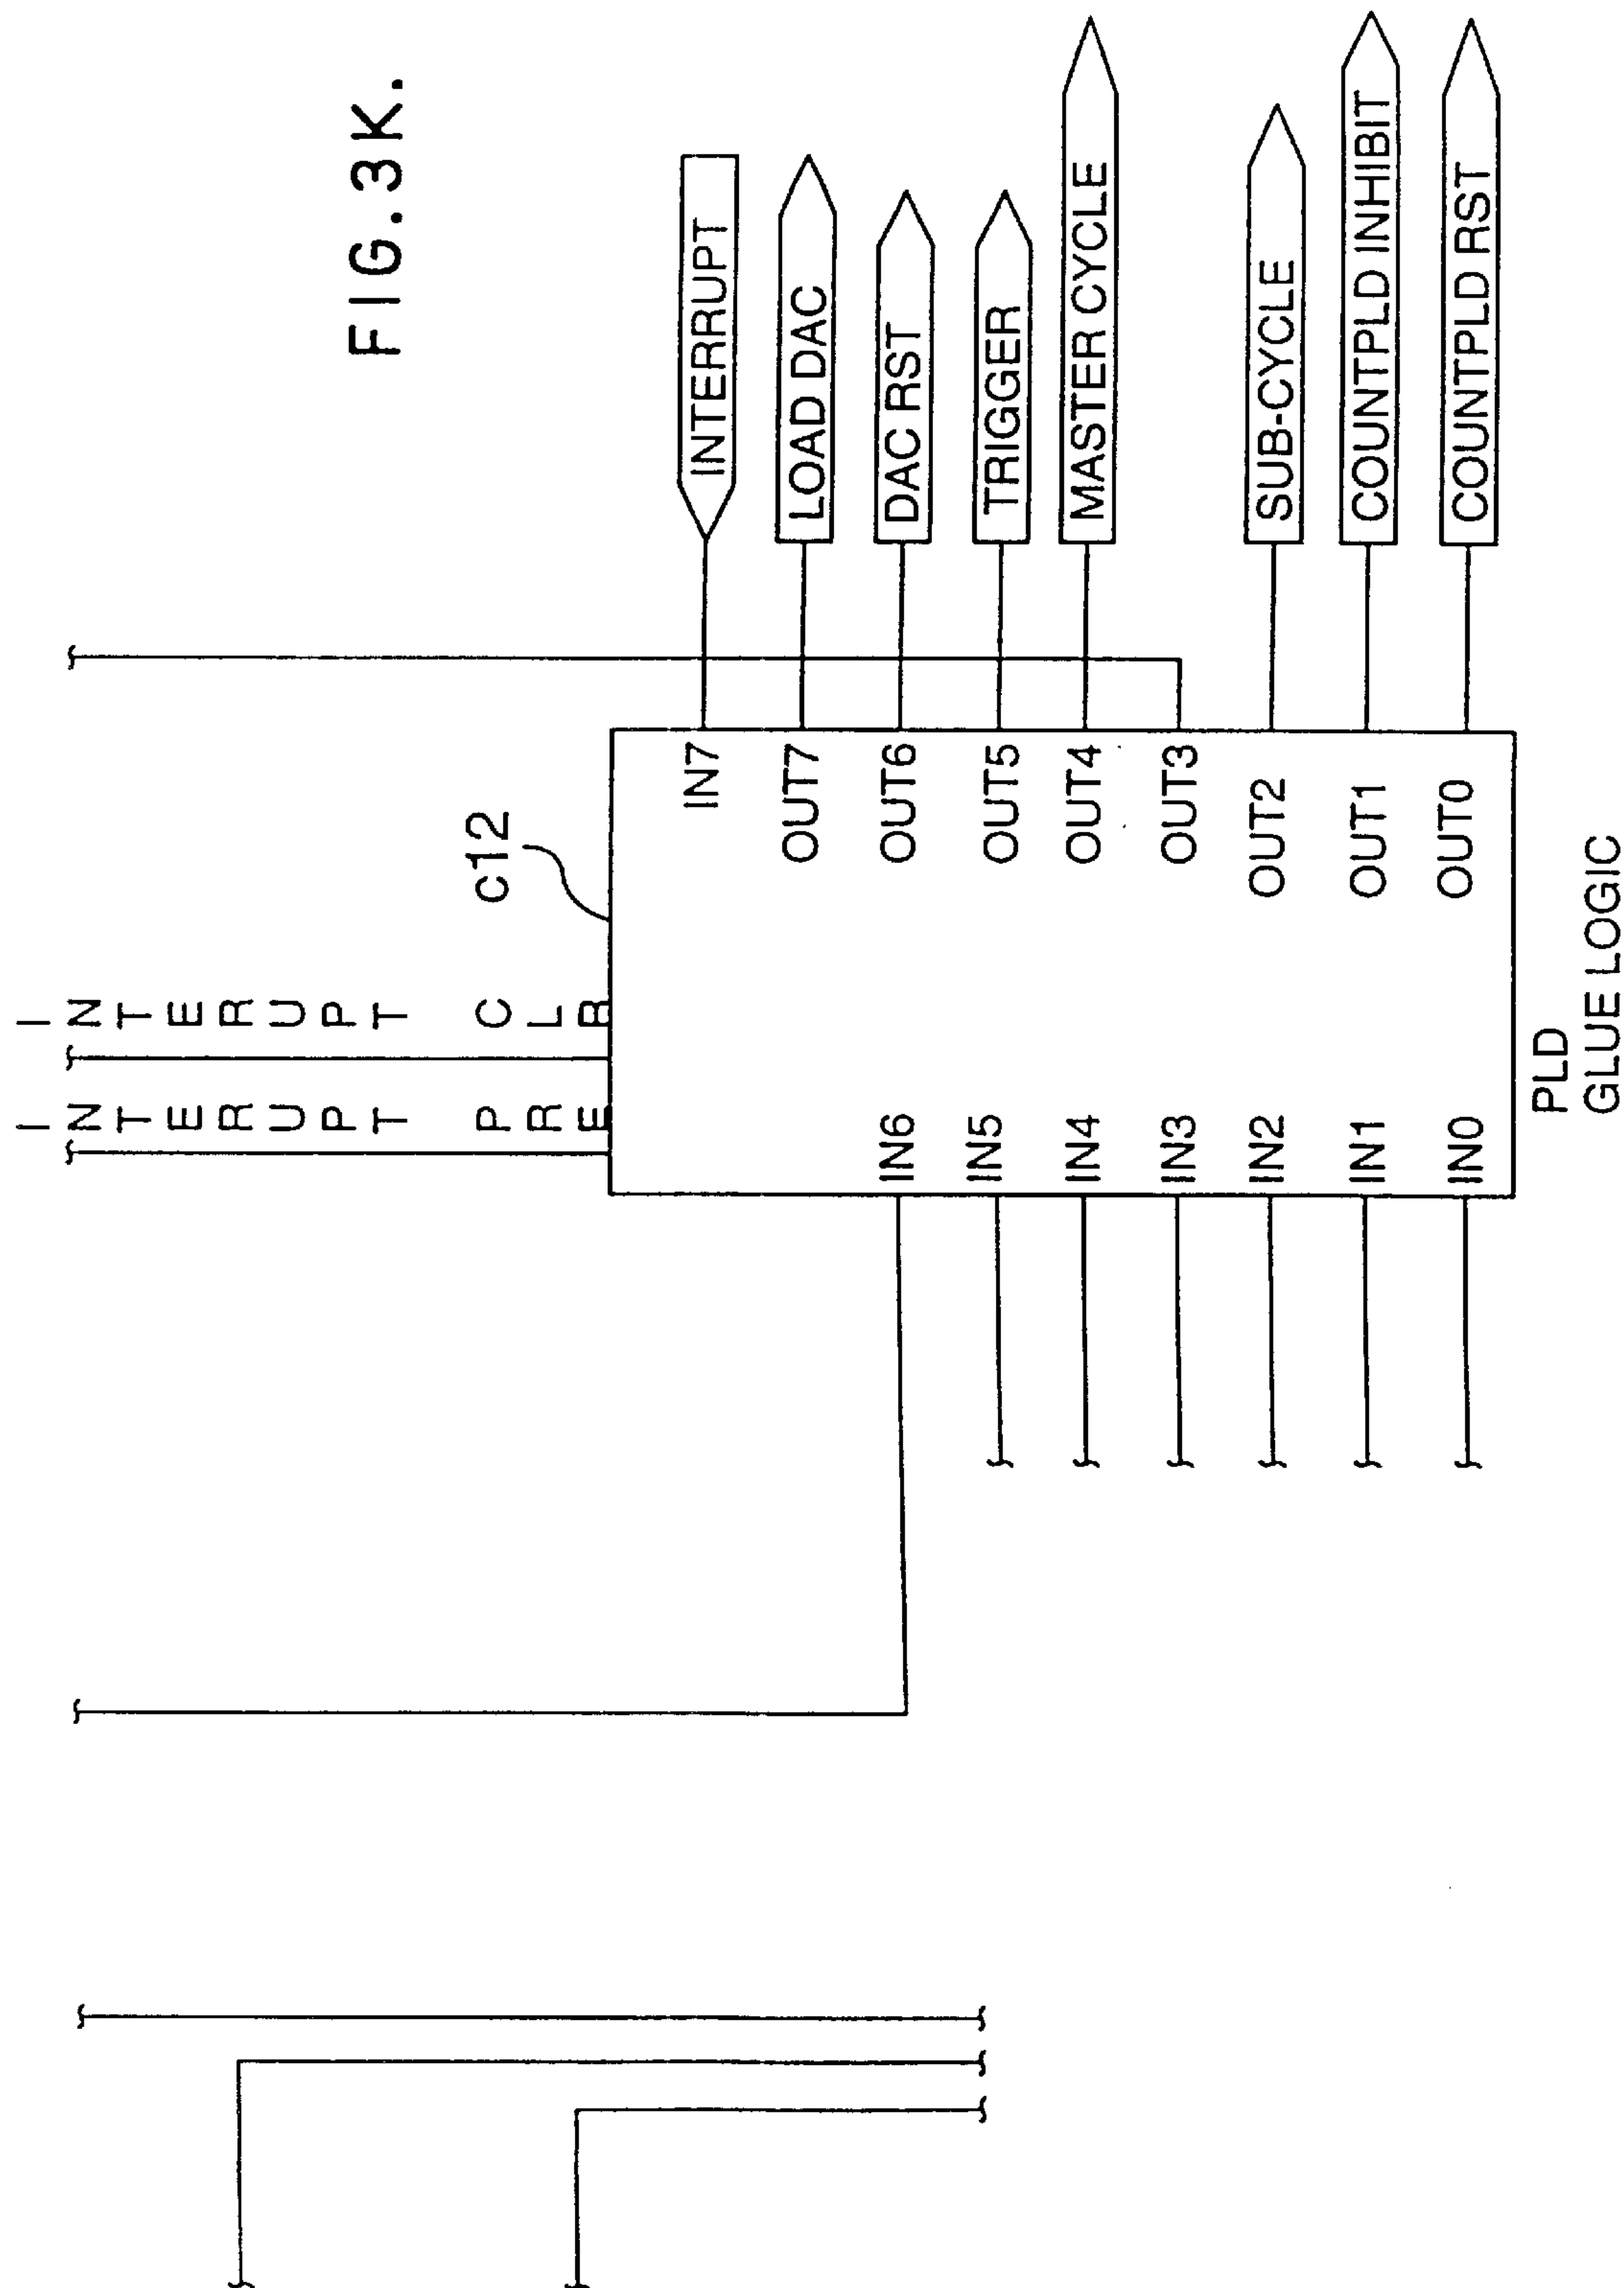 FIG.3K.
INTERUPT PRE
INTERUPT CLR
c12
IN7
INTERRUPT
OUT7
LOAD DAC
IN6
OUT6
DAC RST
IN5
OUT5
TRIGGER
IN4
OUT4
MASTER CYCLE
IN3
OUT3
IN2
OUT2
SUB-CYCLE
IN1
OUT1
COUNTPLD INHIBIT
IN0
OUT0
COUNTPLD RST
PLD
GLUE LOGIC